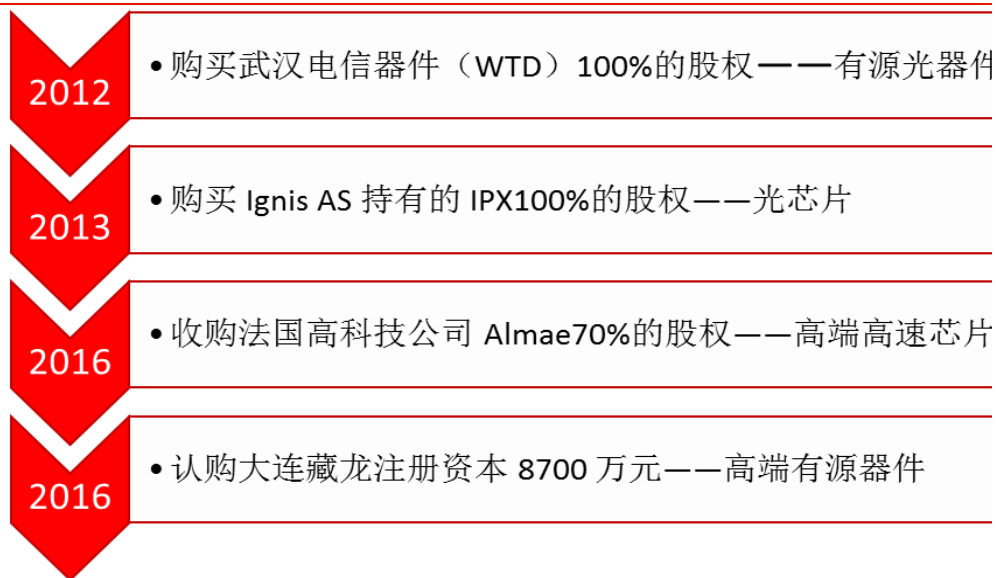 2012
• 购买武汉电信器件（WTD）100%的股权——有源光器件
2013
• 购买 Ignis AS 持有的 IPX100%的股权——光芯片
2016
• 收购法国高科技公司 Almae70%的股权——高端高速芯片
2016
• 认购大连藏龙注册资本 8700 万元——高端有源器件